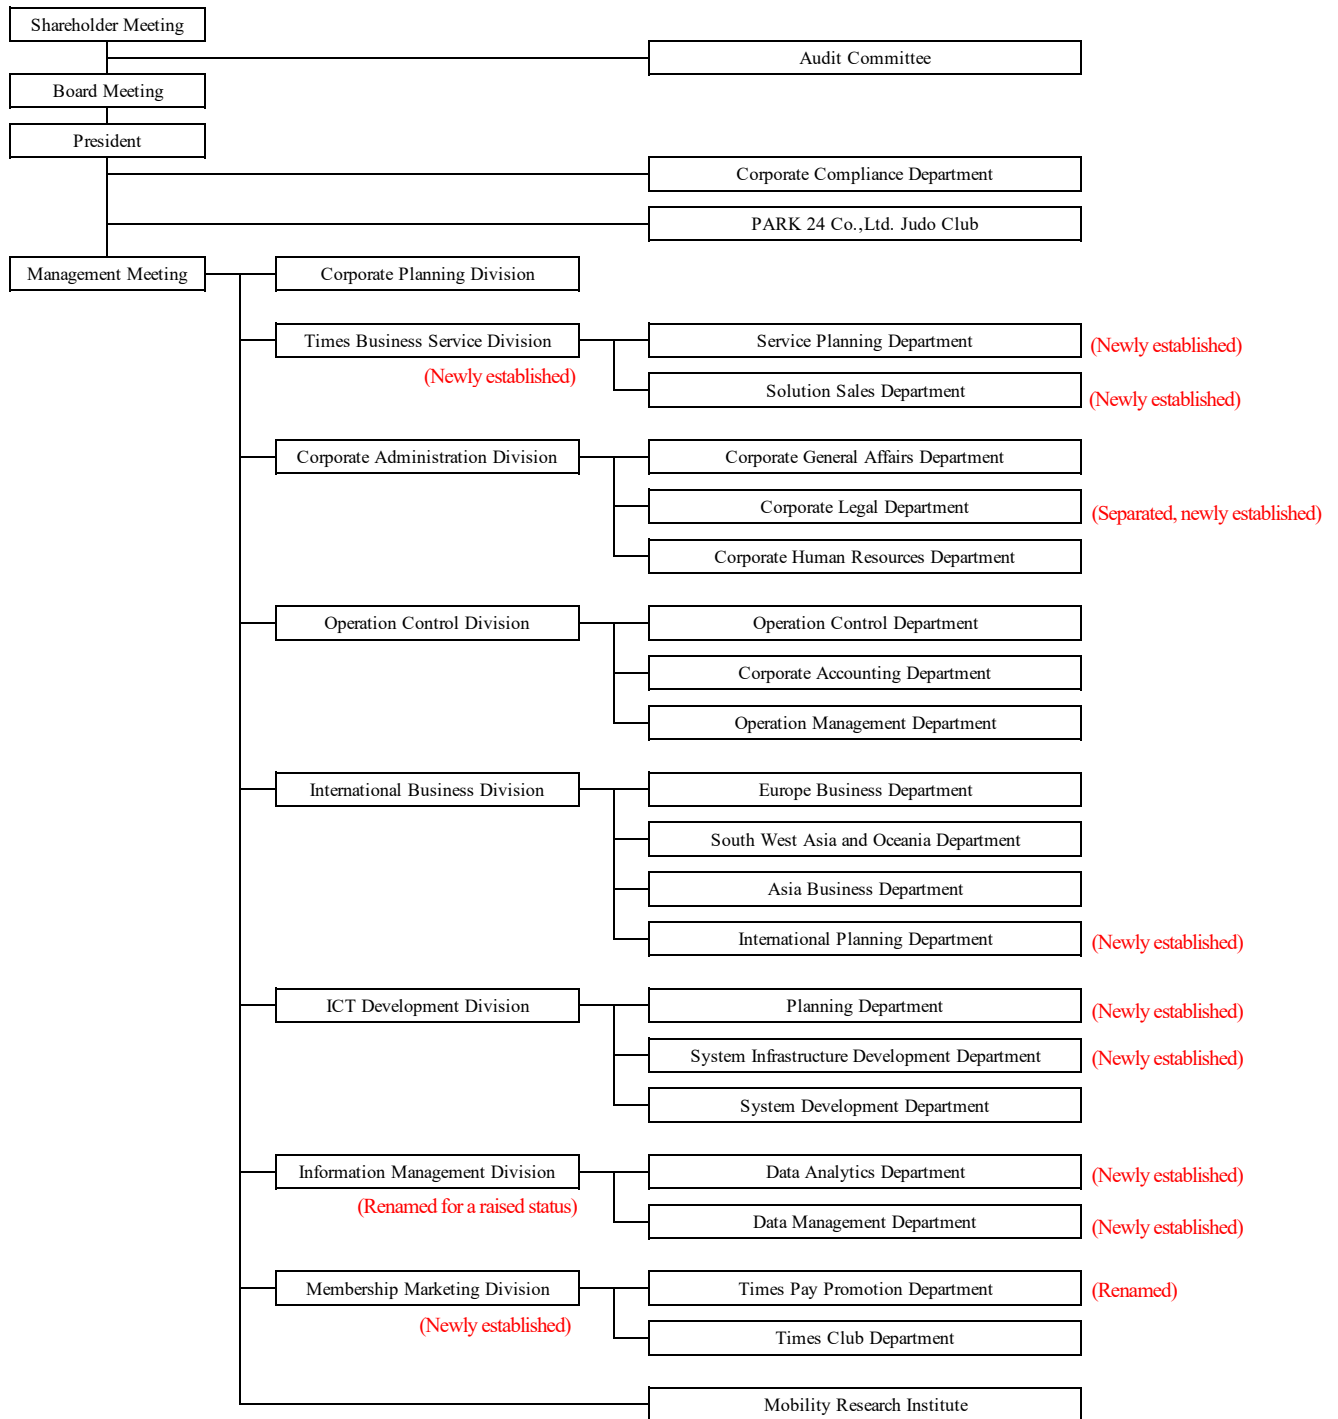 Shareholder Meeting
Audit Committee
Board Meeting
President
Corporate Compliance Department
PARK 24 Co.,Ltd. Judo Club
Management Meeting
Corporate Planning Division
Times Business Service Division
(Newly established)
Service Planning Department
(Newly established)
Solution Sales Department
(Newly established)
Corporate Administration Division
Corporate General Affairs Department
Corporate Legal Department
(Separated, newly established)
Corporate Human Resources Department
Operation Control Division
Operation Control Department
Corporate Accounting Department
Operation Management Department
International Business Division
Europe Business Department
South West Asia and Oceania Department
Asia Business Department
International Planning Department
(Newly established)
ICT Development Division
Planning Department
(Newly established)
System Infrastructure Development Department
(Newly established)
System Development Department
Information Management Division
(Renamed for a raised status)
Data Analytics Department
(Newly established)
Data Management Department
(Newly established)
Membership Marketing Division
(Newly established)
Times Pay Promotion Department
(Renamed)
Times Club Department
Mobility Research Institute